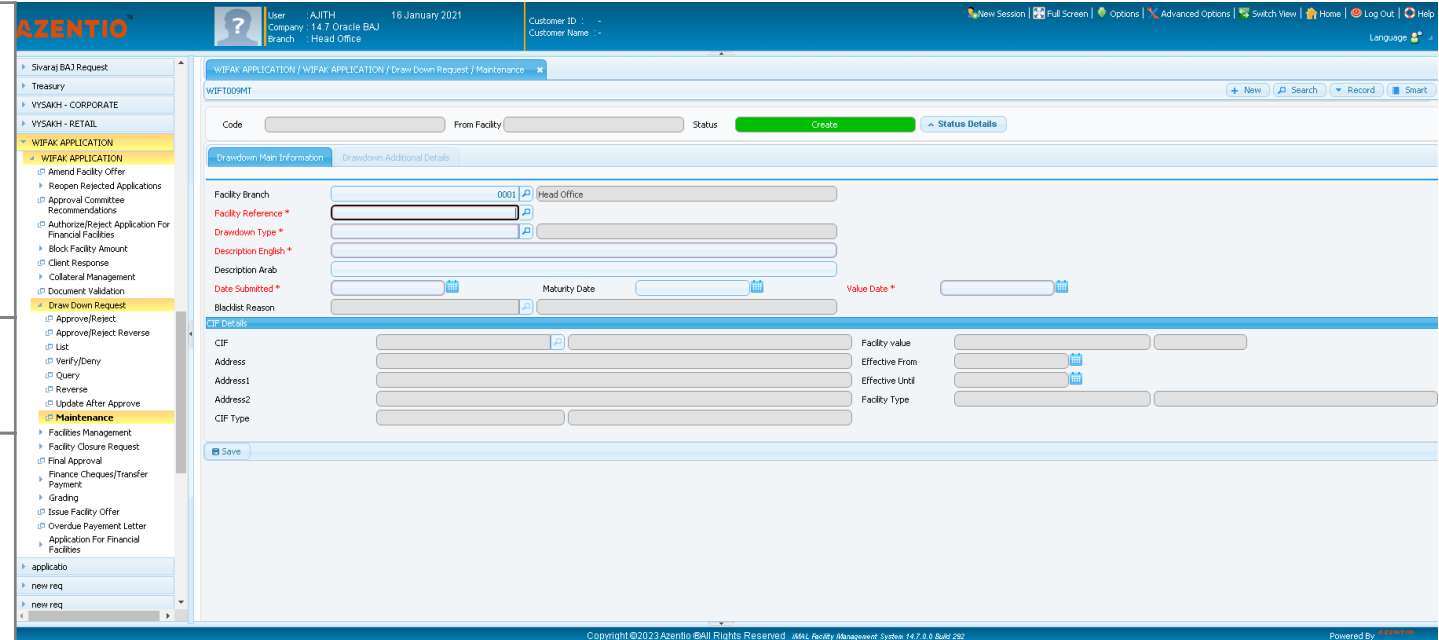 AZENTIO
User : AJITH 16 January 2021
Company : 14.7 Oracle BAJ
Branch : Head Office
Customer ID : -
Customer Name : -
New Session | Full Screen | Options | Advanced Options | Switch View | Home | Log Out | Help
Language
Sivaraj BAJ Request
Treasury
VYSAKH - CORPORATE
VYSAKH - RETAIL
WIFAK APPLICATION
WIFAK APPLICATION
Amend Facility Offer
Reopen Rejected Applications
Approval Committee
Recommendations
Authorize/Reject Application For
Financial Facilities
Block Facility Amount
Client Response
Collateral Management
Document Validation
Draw Down Request
Approve/Reject
Approve/Reject Reverse
List
Verify/Deny
Query
Reverse
Update After Approve
Maintenance
Facilities Management
Facility Closure Request
Final Approval
Finance Cheques/Transfer
Payment
Grading
Issue Facility Offer
Overdue Payement Letter
Application For Financial
Facilities
applicatio
new req
new req
WIFAK APPLICATION / WIFAK APPLICATION / Draw Down Request / Maintenance
WIFT009MT
New Search Record Smart
Code From Facility Status Create Status Details
Drawdown Main Information Drawdown Additional Details
Facility Branch 0001 Head Office
Facility Reference *
Drawdown Type *
Description English *
Description Arab
Date Submitted * Maturity Date Value Date *
Blacklist Reason
CIF Details
CIF Facility value
Address Effective From
Address1 Effective Until
Address2 Facility Type
CIF Type
Save
Copyright ©2023 Azentio ®All Rights Reserved iMAL Facility Management System 14.7.0.0 Build 292
Powered By AZENTIO